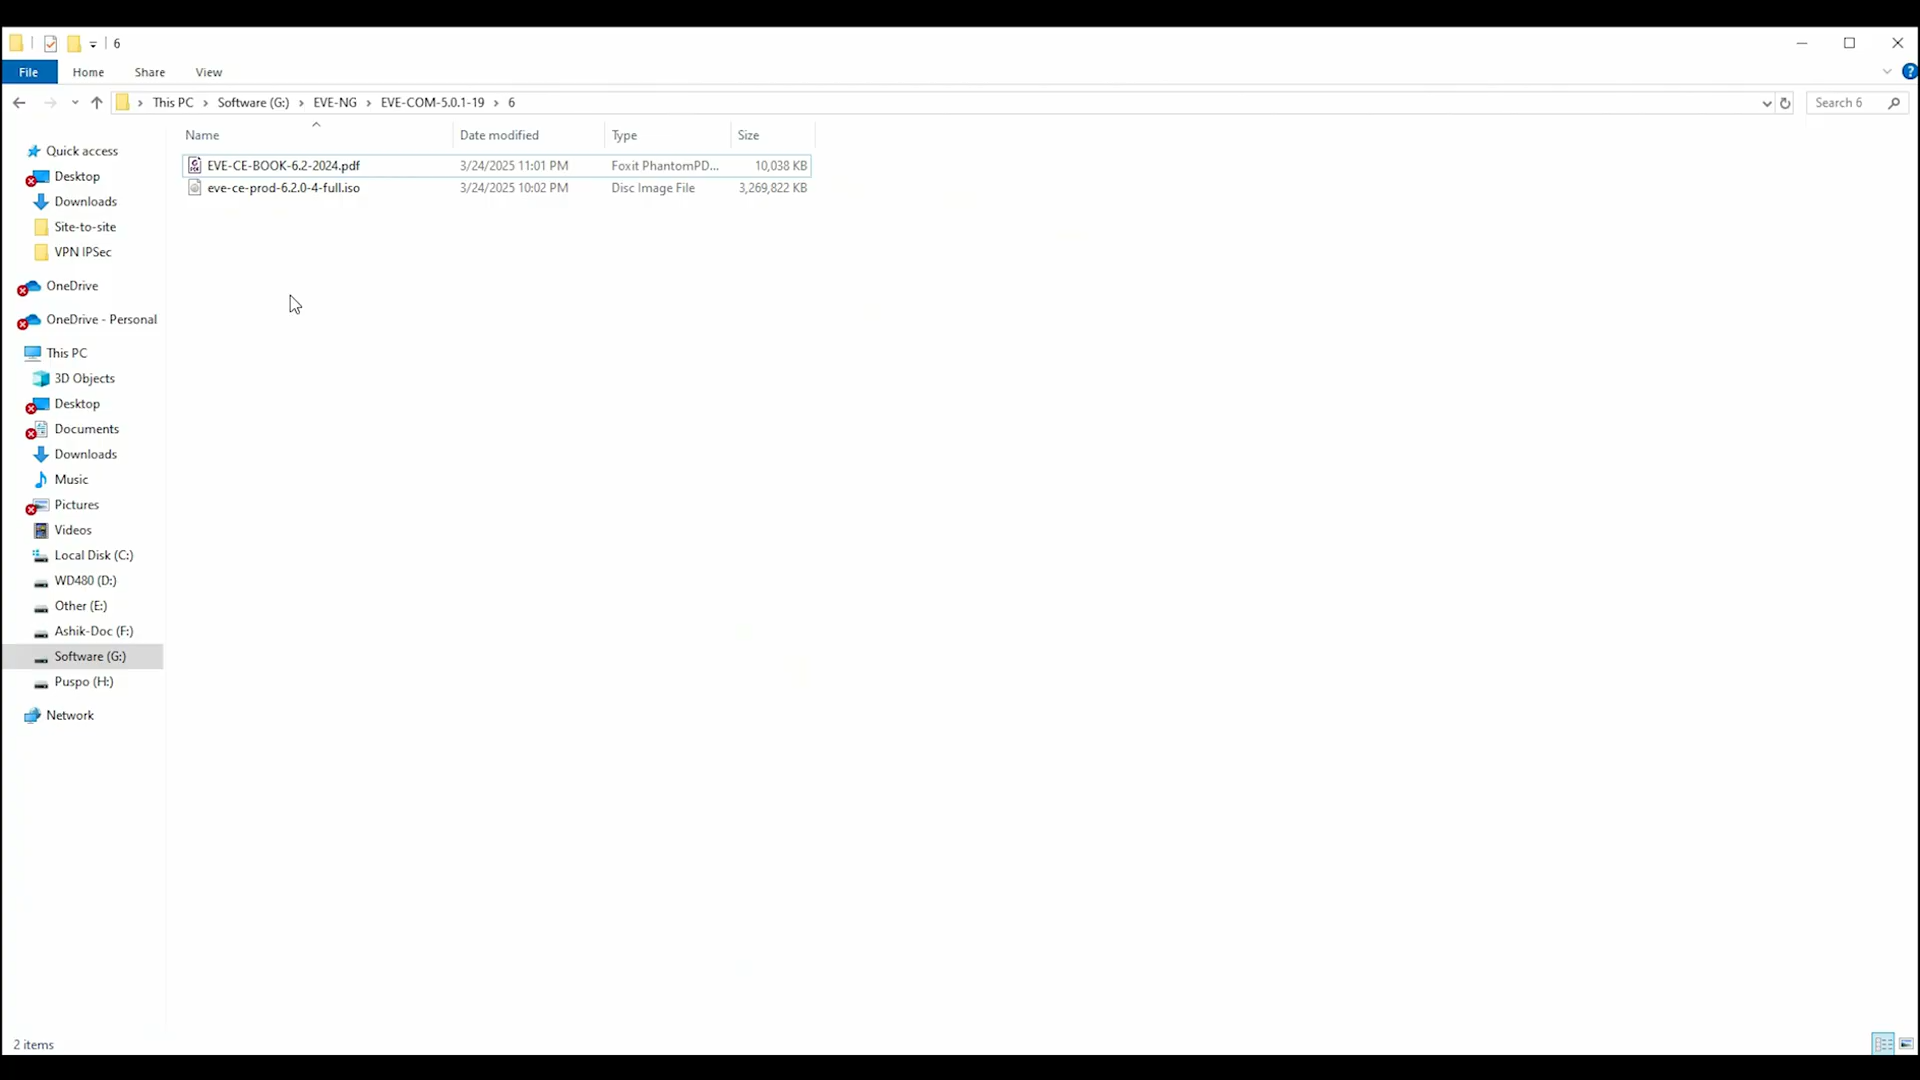 6
File Home Share View
This PC Software (G:) EVE-NG EVE-COM-5.0.1-19 6
Search 6
Name Date modified Type Size
EVE-CE-BOOK-6.2-2024.pdf 3/24/2025 11:01 PM Foxit PhantomPD... 10,038 KB
eve-ce-prod-6.2.0-4-full.iso 3/24/2025 10:02 PM Disc Image File 3,269,822 KB
Quick access
Desktop
Downloads
Site-to-site
VPN IPSec
OneDrive
OneDrive - Personal
This PC
3D Objects
Desktop
Documents
Downloads
Music
Pictures
Videos
Local Disk (C:)
WD480 (D:)
Other (E:)
Ashik-Doc (F:)
Software (G:)
Puspo (H:)
Network
2 items